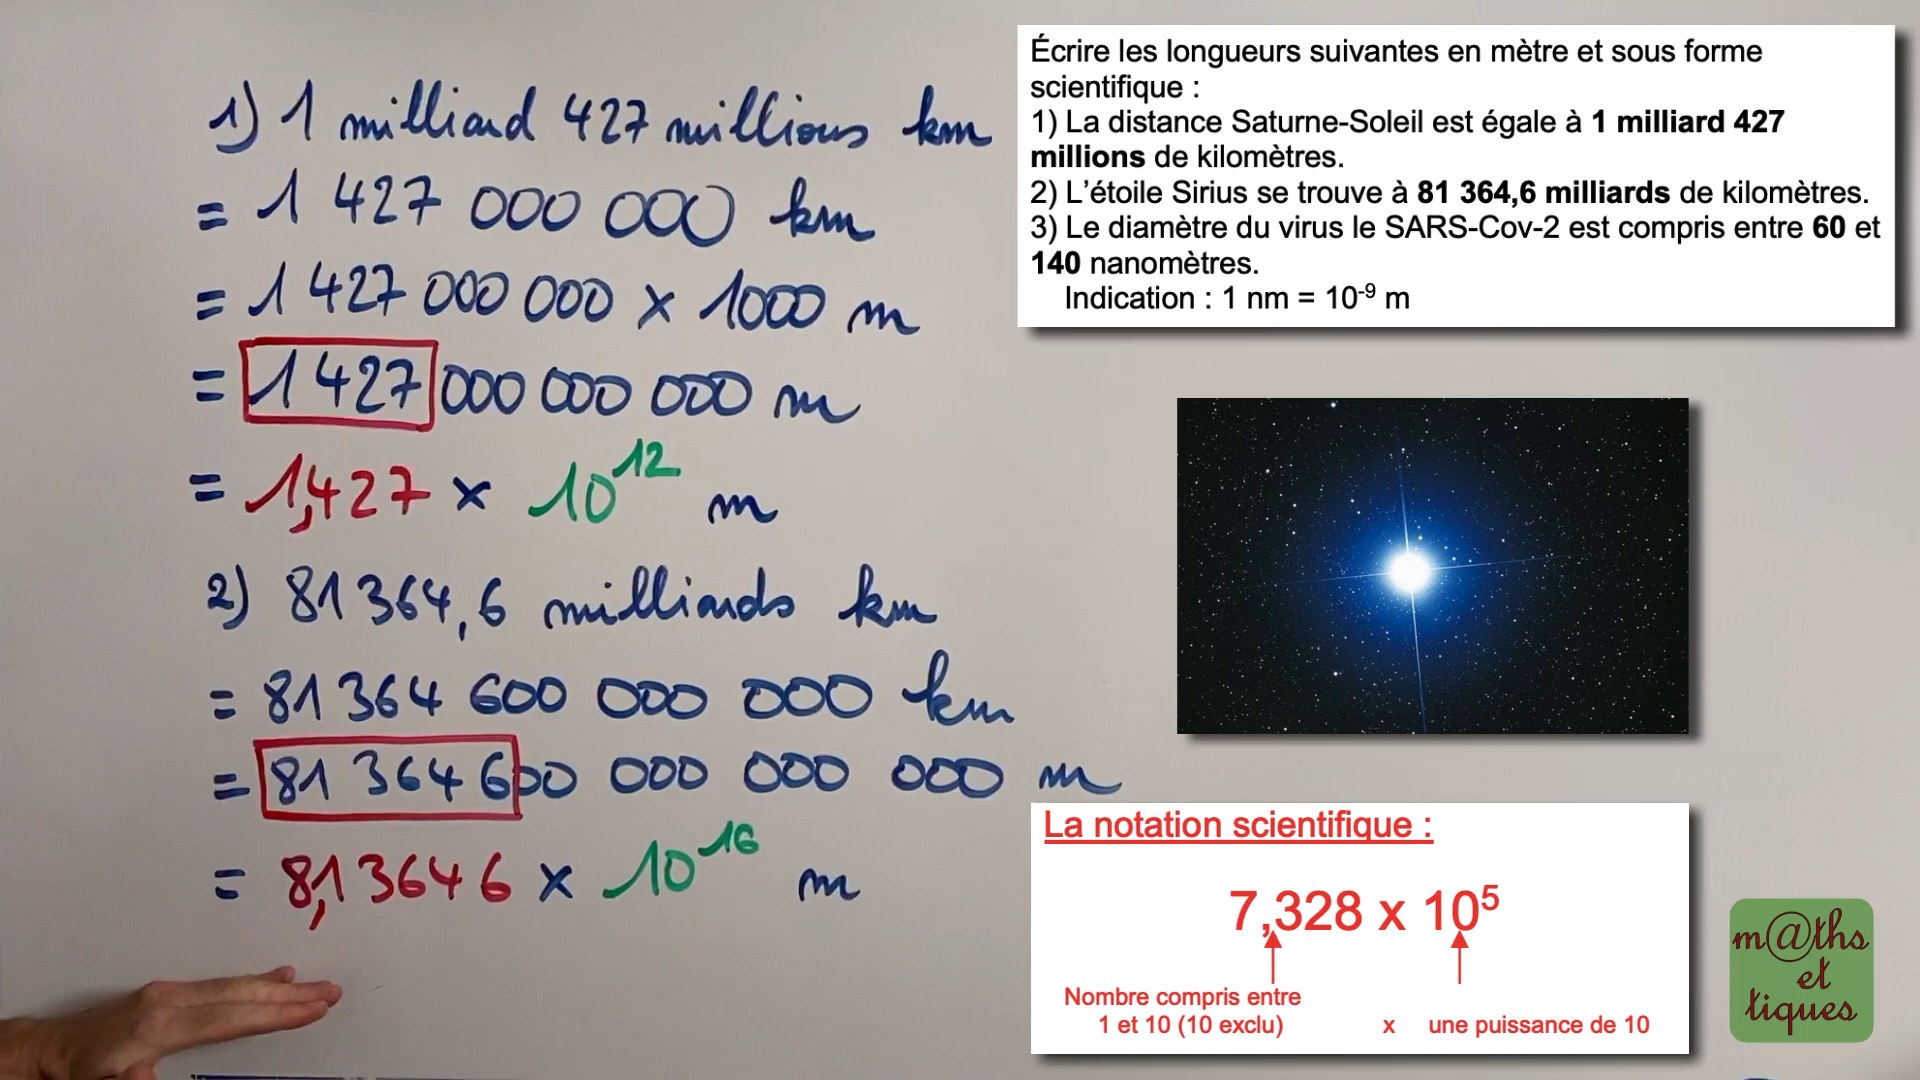 1) 1 milliard 427 millions km
= 1 427 000 000 km
= 1 427 000 000 x 1000 m
= 1 427 000 000 000 m
= 1,427 x 10¹² m
2) 81 364,6 milliards km
= 81 364 600 000 000 km
= 81 364 600 000 000 000 m
= 8,13646 x 10¹⁶ m
Écrire les longueurs suivantes en mètre et sous forme
scientifique :
1) La distance Saturne-Soleil est égale à 1 milliard 427
millions de kilomètres.
2) L’étoile Sirius se trouve à 81 364,6 milliards de kilomètres.
3) Le diamètre du virus le SARS-Cov-2 est compris entre 60 et
140 nanomètres.
Indication : 1 nm = 10⁻⁹ m
La notation scientifique :
7,328 x 10⁵
Nombre compris entre
1 et 10 (10 exclu) x une puissance de 10
m@ths
et
tiques